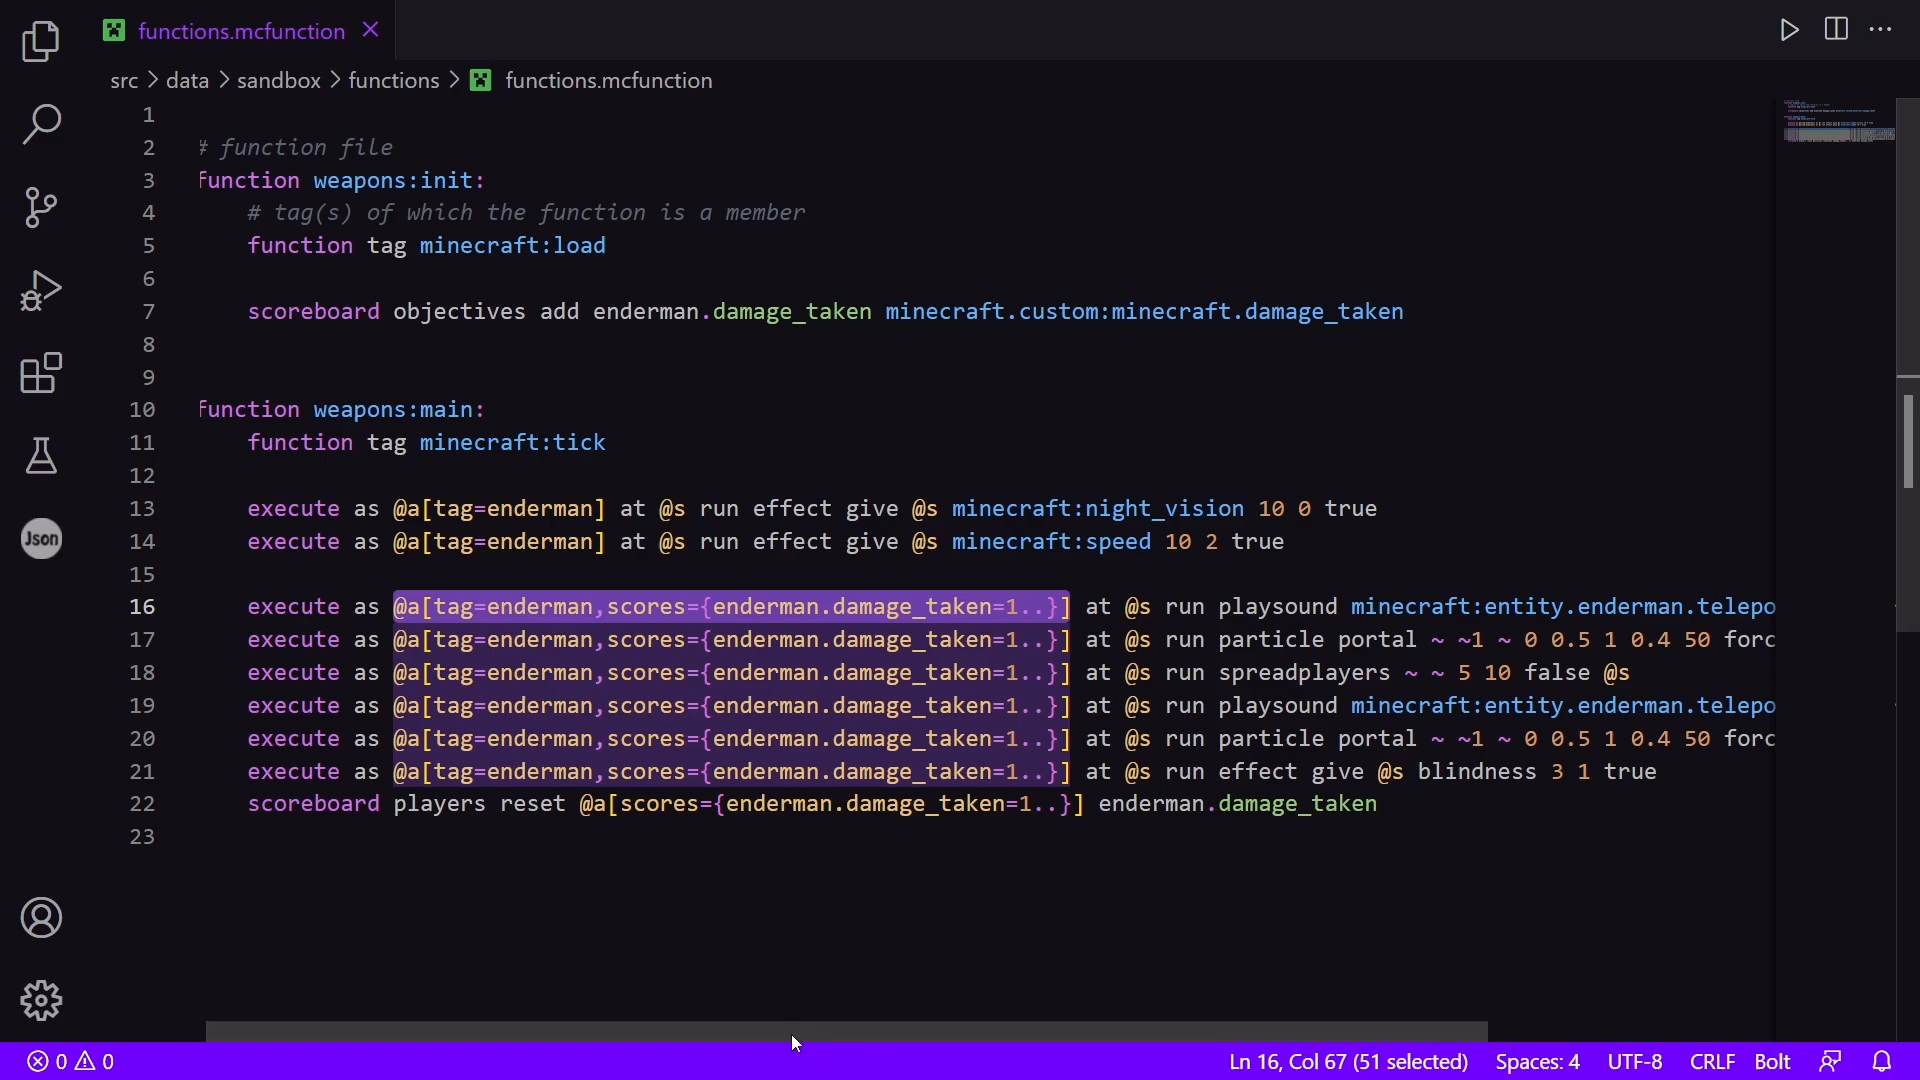 functions.mcfunction
src > data > sandbox > functions > functions.mcfunction
1
2 # function file
3 function weapons:init:
4 # tag(s) of which the function is a member
5 function tag minecraft:load
6
7 scoreboard objectives add enderman.damage_taken minecraft.custom:minecraft.damage_taken
8
9
10 function weapons:main:
11 function tag minecraft:tick
12
13 execute as @a[tag=enderman] at @s run effect give @s minecraft:night_vision 10 0 true
14 execute as @a[tag=enderman] at @s run effect give @s minecraft:speed 10 2 true
15
16 execute as @a[tag=enderman,scores={enderman.damage_taken=1..}] at @s run playsound minecraft:entity.enderman.telepo
17 execute as @a[tag=enderman,scores={enderman.damage_taken=1..}] at @s run particle portal ~ ~1 ~ 0 0.5 1 0.4 50 forc
18 execute as @a[tag=enderman,scores={enderman.damage_taken=1..}] at @s run spreadplayers ~ ~ 5 10 false @s
19 execute as @a[tag=enderman,scores={enderman.damage_taken=1..}] at @s run playsound minecraft:entity.enderman.telepo
20 execute as @a[tag=enderman,scores={enderman.damage_taken=1..}] at @s run particle portal ~ ~1 ~ 0 0.5 1 0.4 50 forc
21 execute as @a[tag=enderman,scores={enderman.damage_taken=1..}] at @s run effect give @s blindness 3 1 true
22 scoreboard players reset @a[scores={enderman.damage_taken=1..}] enderman.damage_taken
23
Json
0 0 Ln 16, Col 67 (51 selected) Spaces: 4 UTF-8 CRLF Bolt